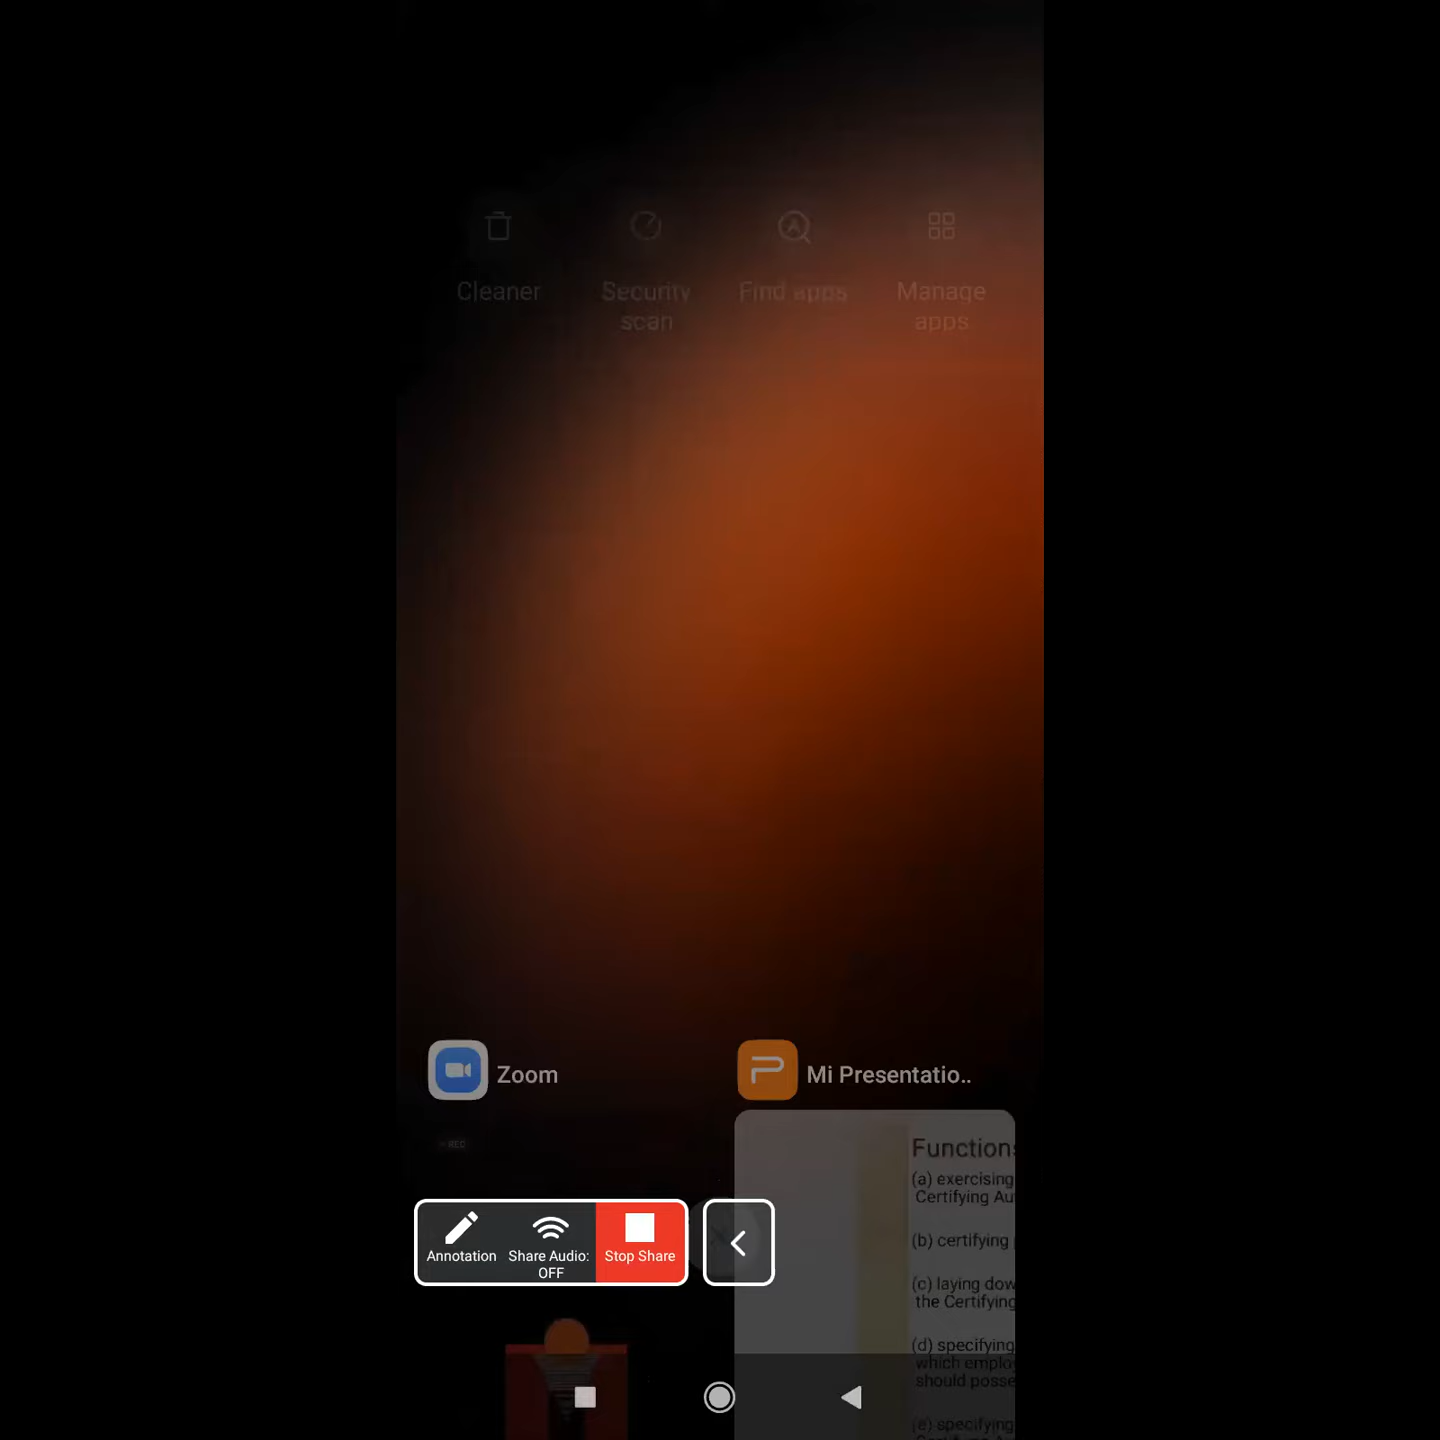 Cleaner
Security
scan
Find apps
Manage
apps
Zoom
Mi Presentatio..
REC
Functions
(a) exercising
Certifying Au
(b) certifying
(c) laying dow
the Certifying
(d) specifying
which emplo
should posse
(e) specifying
Annotation
Share Audio:
OFF
Stop Share